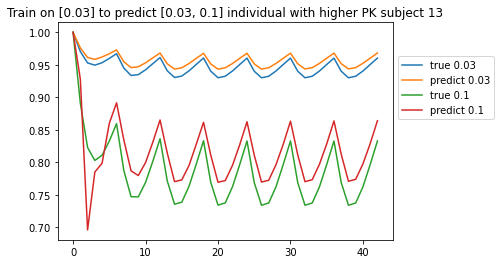 Train on [0.03] to predict [0.03, 0.1] individual with higher PK subject 13
1.00
0.95
0.90
0.85
0.80
0.75
0.70
0
10
20
30
40
true 0.03
predict 0.03
true 0.1
predict 0.1